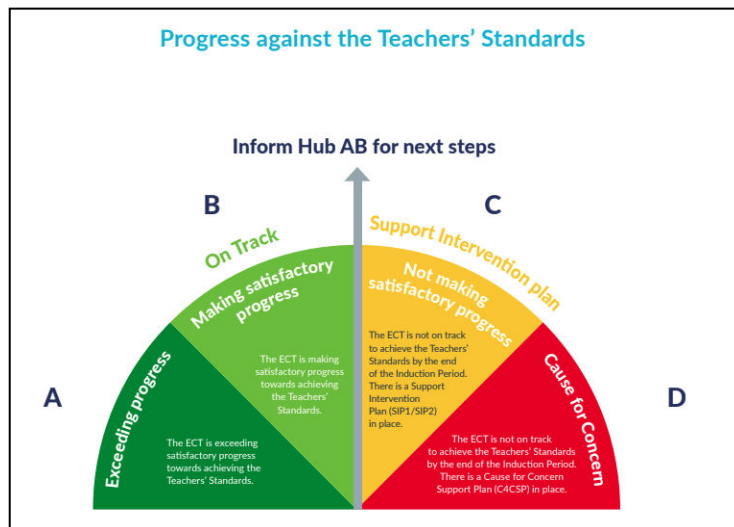 Progress against the Teachers' Standards
Inform Hub AB for next steps
A
B
C
D
On Track
Support Intervention plan
Exceeding progress
The ECT is exceeding
satisfactory progress
towards achieving the
Teachers' Standards.
Making satisfactory
progress
The ECT is making
satisfactory progress
towards achieving
the Teachers'
Standards.
Not making
satisfactory progress
The ECT is not on track
to achieve the Teachers'
Standards by the end
of the Induction Period.
There is a Support
Intervention
Plan (SIP1/SIP2)
in place.
Cause for Concern
The ECT is not on track
to achieve the Teachers' Standards
by the end of the Induction Period.
There is a Cause for Concern
Support Plan (C4CSP) in place.